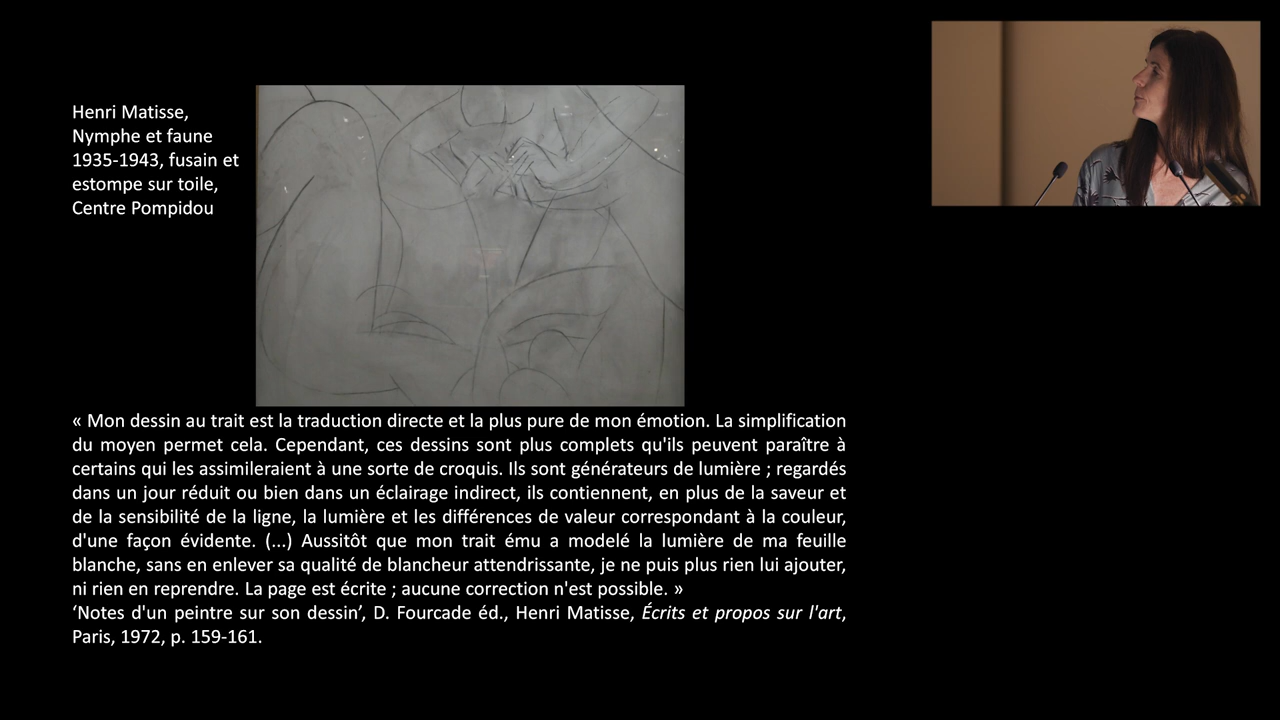 Henri Matisse,
Nymphe et faune
1935-1943, fusain et
estompe sur toile,
Centre Pompidou
« Mon dessin au trait est la traduction directe et la plus pure de mon émotion. La simplification
du moyen permet cela. Cependant, ces dessins sont plus complets qu'ils peuvent paraître à
certains qui les assimileraient à une sorte de croquis. Ils sont générateurs de lumière ; regardés
dans un jour réduit ou bien dans un éclairage indirect, ils contiennent, en plus de la saveur et
de la sensibilité de la ligne, la lumière et les différences de valeur correspondant à la couleur,
d'une façon évidente. (...) Aussitôt que mon trait ému a modelé la lumière de ma feuille
blanche, sans en enlever sa qualité de blancheur attendrissante, je ne puis plus rien lui ajouter,
ni rien en reprendre. La page est écrite ; aucune correction n'est possible. »
‘Notes d'un peintre sur son dessin’, D. Fourcade éd., Henri Matisse, Écrits et propos sur l'art,
Paris, 1972, p. 159-161.